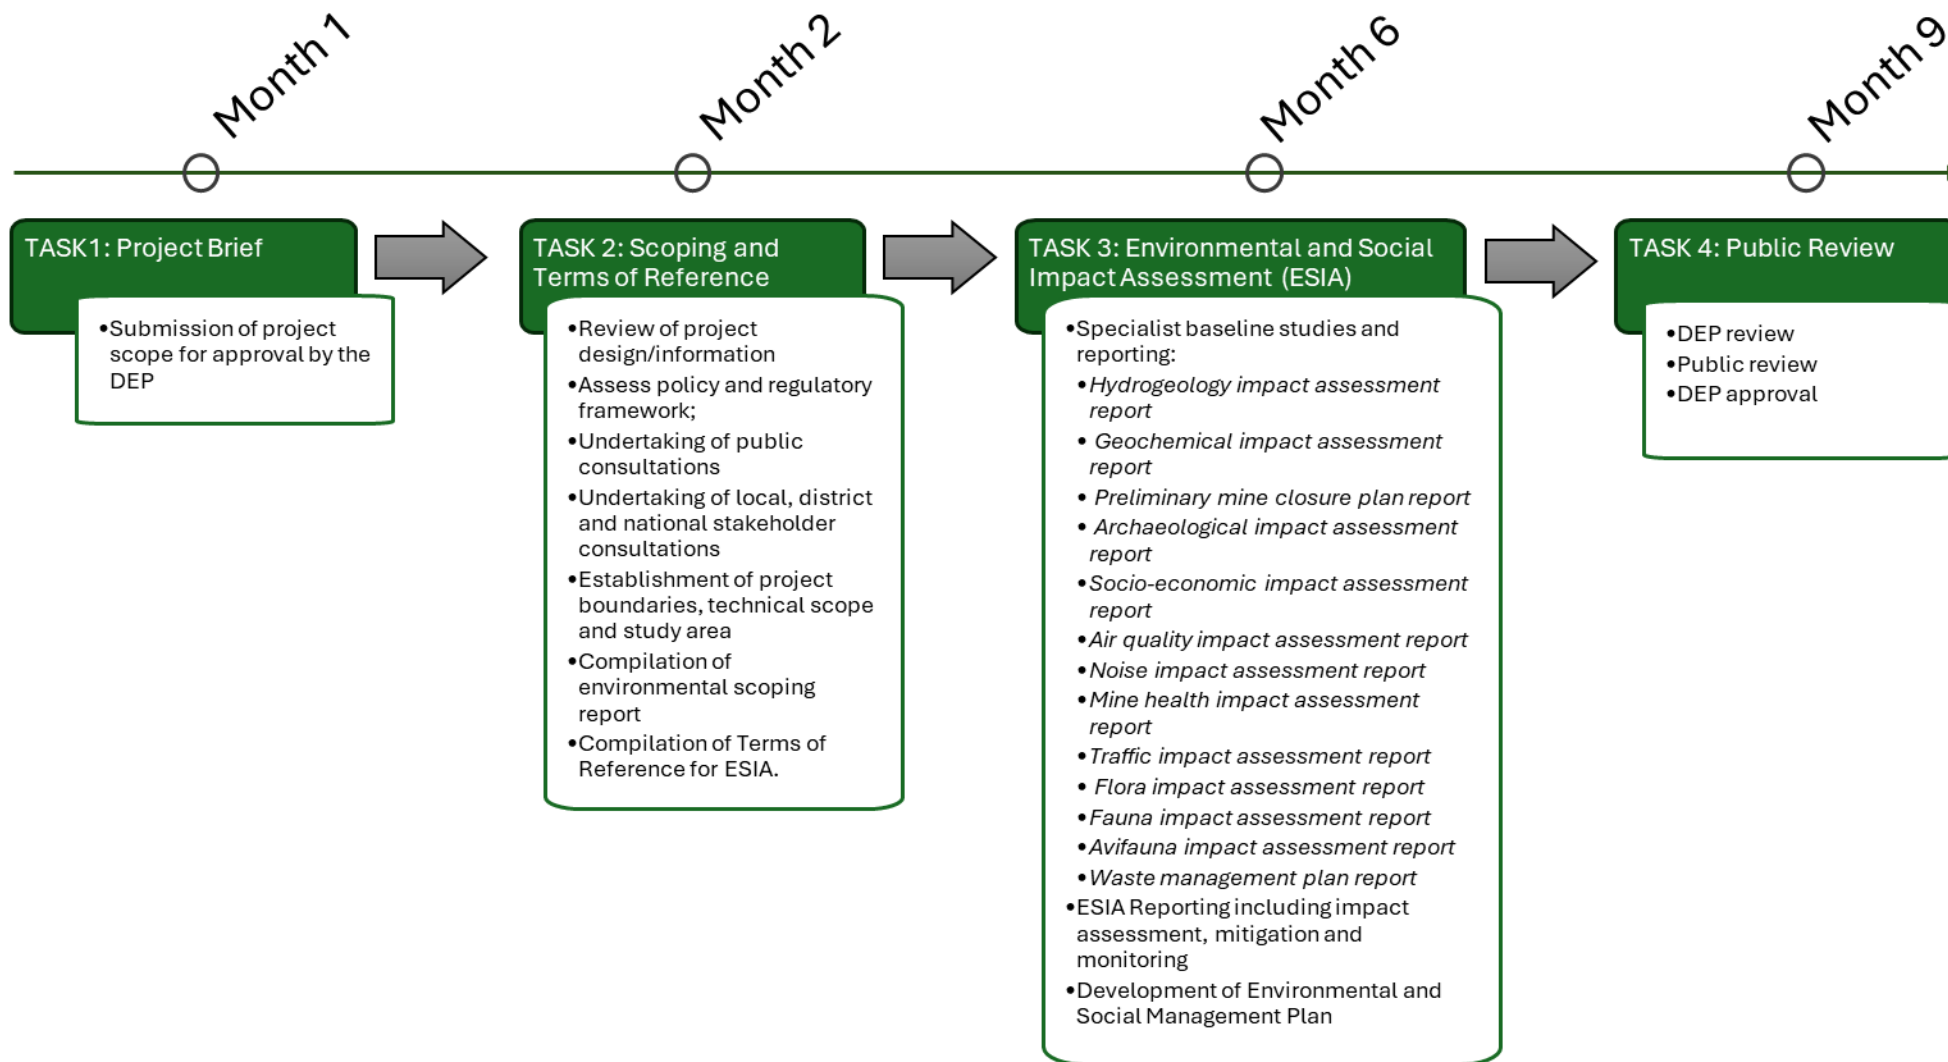 Month 1
Month 2
Month 6
Month 9
TASK1: Project Brief
•Submission of project
scope for approval by the
DEP
TASK 2: Scoping and
Terms of Reference
•Review of project
design/information
•Assess policy and regulatory
framework;
•Undertaking of public
consultations
•Undertaking of local, district
and national stakeholder
consultations
•Establishment of project
boundaries, technical scope
and study area
•Compilation of
environmental scoping
report
•Compilation of Terms of
Reference for ESIA.
TASK 3: Environmental and Social
Impact Assessment (ESIA)
•Specialist baseline studies and
reporting:
•Hydrogeology impact assessment
report
• Geochemical impact assessment
report
• Preliminary mine closure plan report
• Archaeological impact assessment
report
•Socio-economic impact assessment
report
•Air quality impact assessment report
•Noise impact assessment report
•Mine health impact assessment
report
•Traffic impact assessment report
• Flora impact assessment report
•Fauna impact assessment report
•Avifauna impact assessment report
•Waste management plan report
•ESIA Reporting including impact
assessment, mitigation and
monitoring
•Development of Environmental and
Social Management Plan
TASK 4: Public Review
•DEP review
•Public review
•DEP approval